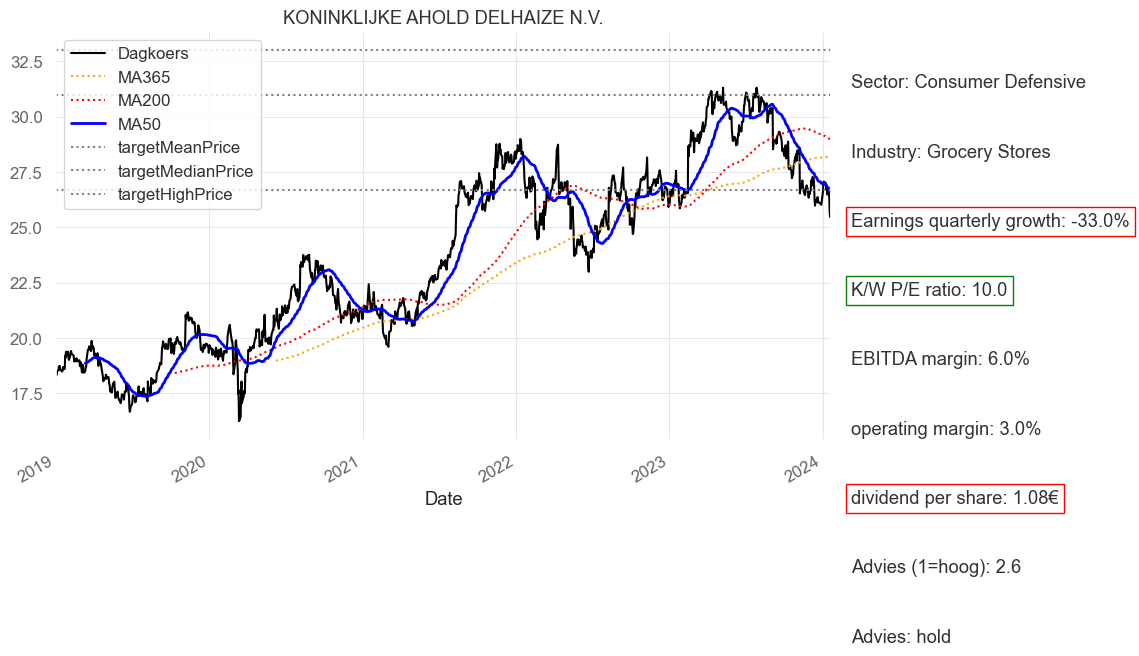 KONINKLIJKE AHOLD DELHAIZE N.V.
Dagkoers
MA365
MA200
MA50
targetMeanPrice
targetMedianPrice
targetHighPrice
32.5
30.0
27.5
25.0
22.5
20.0
17.5
2019
2020
2021
2022
2023
2024
Date
Sector: Consumer Defensive
Industry: Grocery Stores
Earnings quarterly growth: -33.0%
K/W P/E ratio: 10.0
EBITDA margin: 6.0%
operating margin: 3.0%
dividend per share: 1.08€
Advies (1=hoog): 2.6
Advies: hold